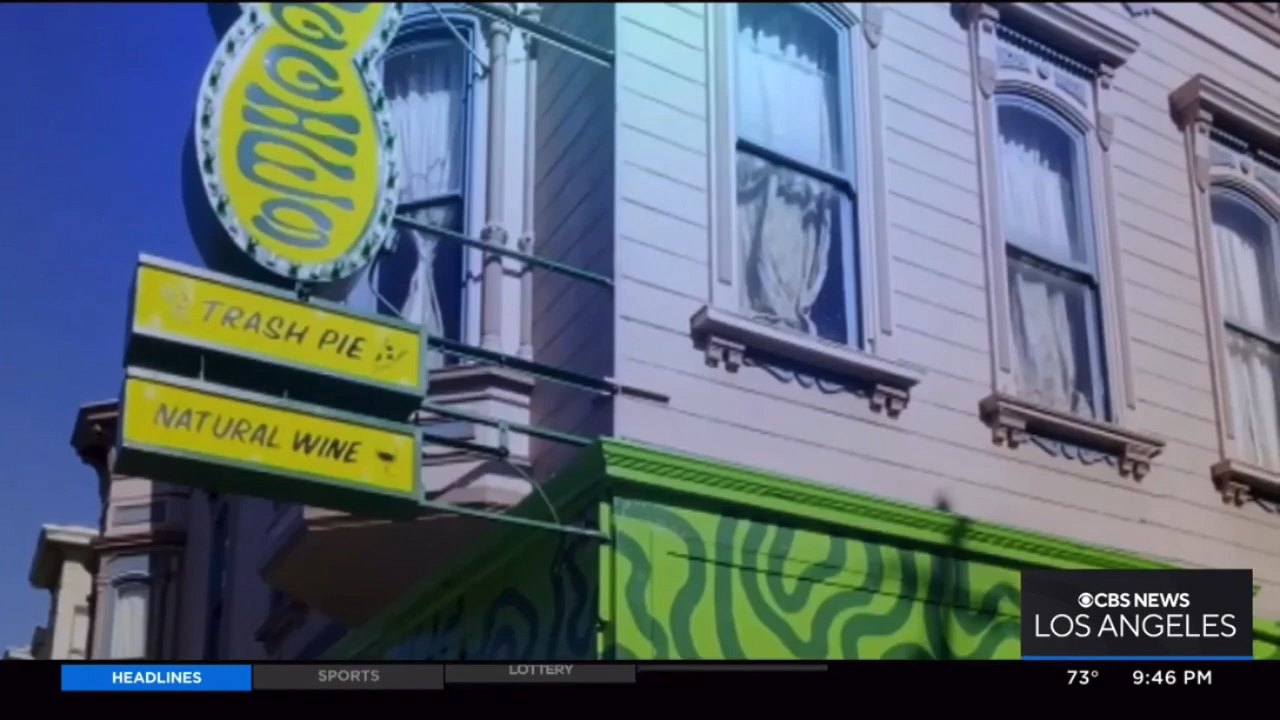 TRASH PIE
NATURAL WINE
CBS NEWS
LOS ANGELES
HEADLINES
SPORTS
LOTTERY
73° 9:46 PM